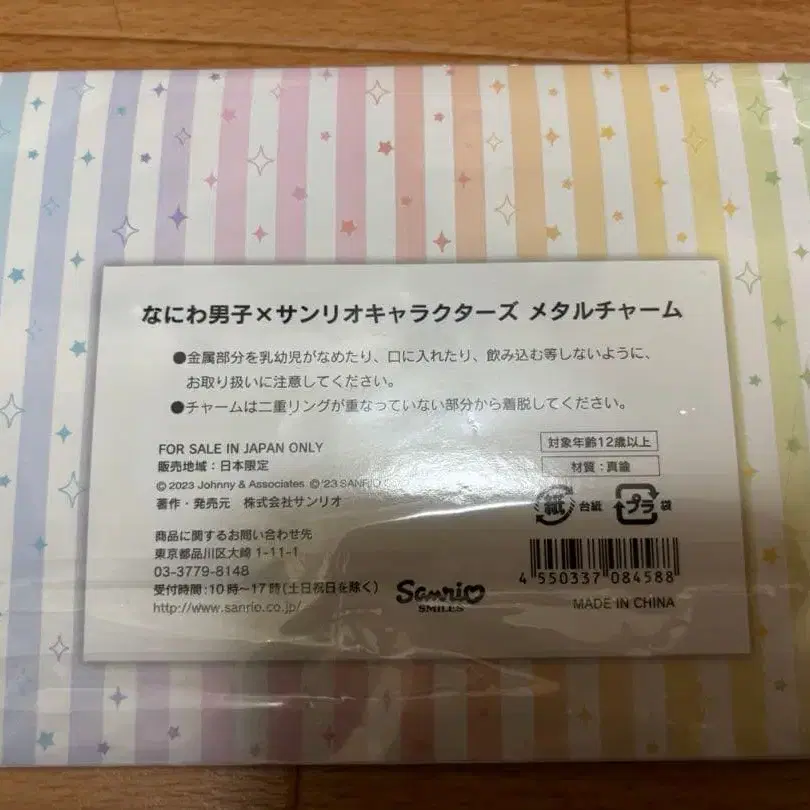 なにわ男子×サンリオキャラクターズ メタルチャーム
●金属部分を乳幼児がなめたり、口に入れたり、飲み込む等しないように、
お取り扱いに注意してください。
●チャームは二重リングが重なっていない部分から着脱してください。
FOR SALE IN JAPAN ONLY
販売地域：日本限定
© 2023 Johnny & Associates © '23 SANRIO
著作・発売元 株式会社サンリオ
対象年齢12歳以上
材質：真鍮
紙 台紙 プラ 袋
商品に関するお問い合わせ先
東京都品川区大崎 1-11-1
03-3779-8148
受付時間：10時～17時(土日祝日を除く)
http://www.sanrio.co.jp/
Sanrio
SMILES
4 550337 084588
MADE IN CHINA